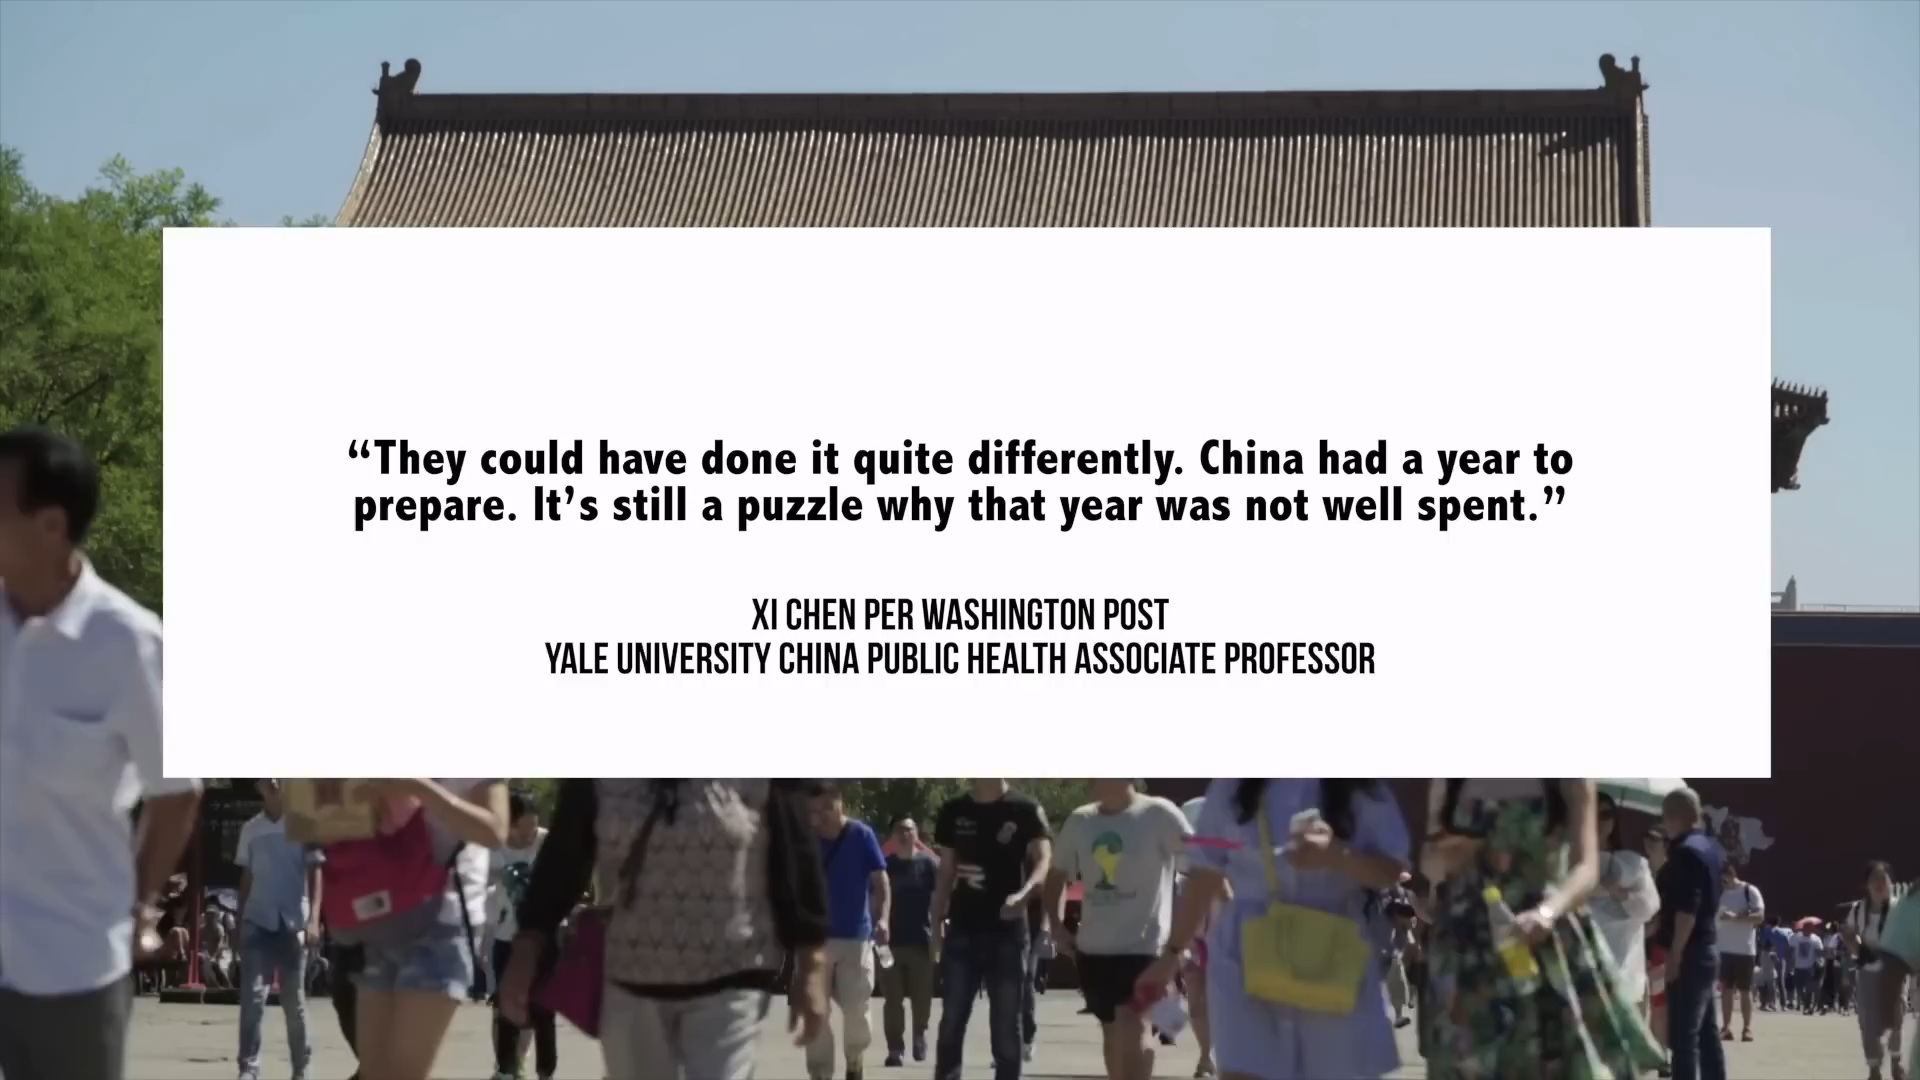 “They could have done it quite differently. China had a year to
prepare. It’s still a puzzle why that year was not well spent.”
XI CHEN PER WASHINGTON POST
YALE UNIVERSITY CHINA PUBLIC HEALTH ASSOCIATE PROFESSOR